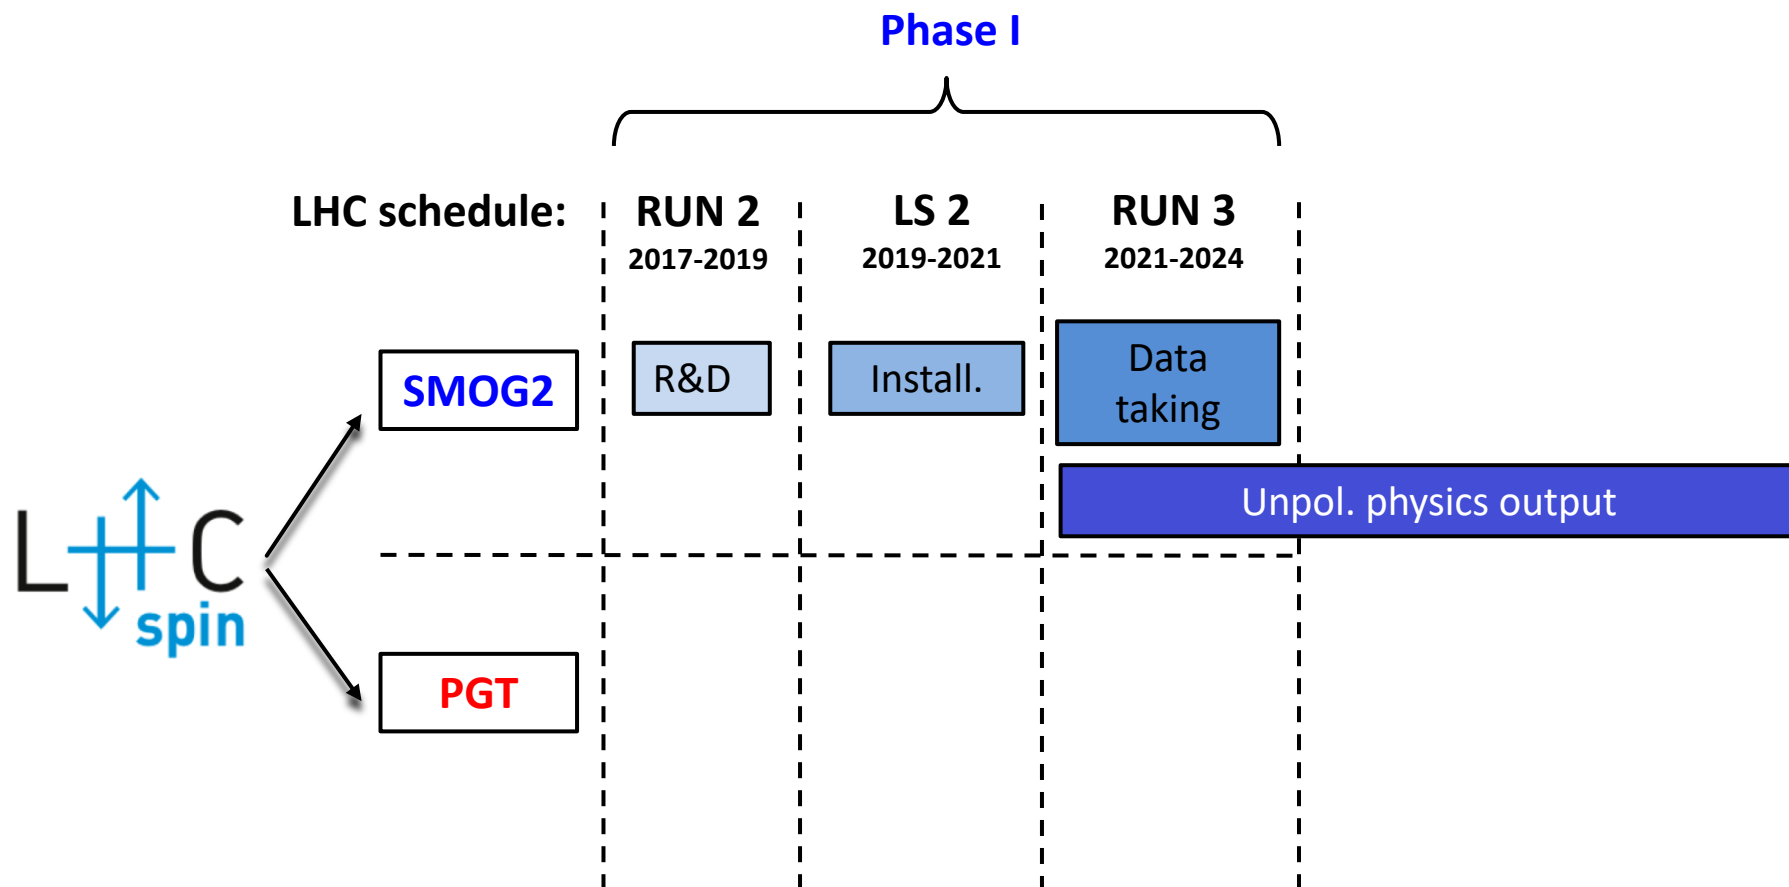 Phase I
LHC schedule:
RUN 2
2017-2019
LS 2
2019-2021
RUN 3
2021-2024
SMOG2
R&D
Install.
Data
taking
Unpol. physics output
LHC
spin
PGT